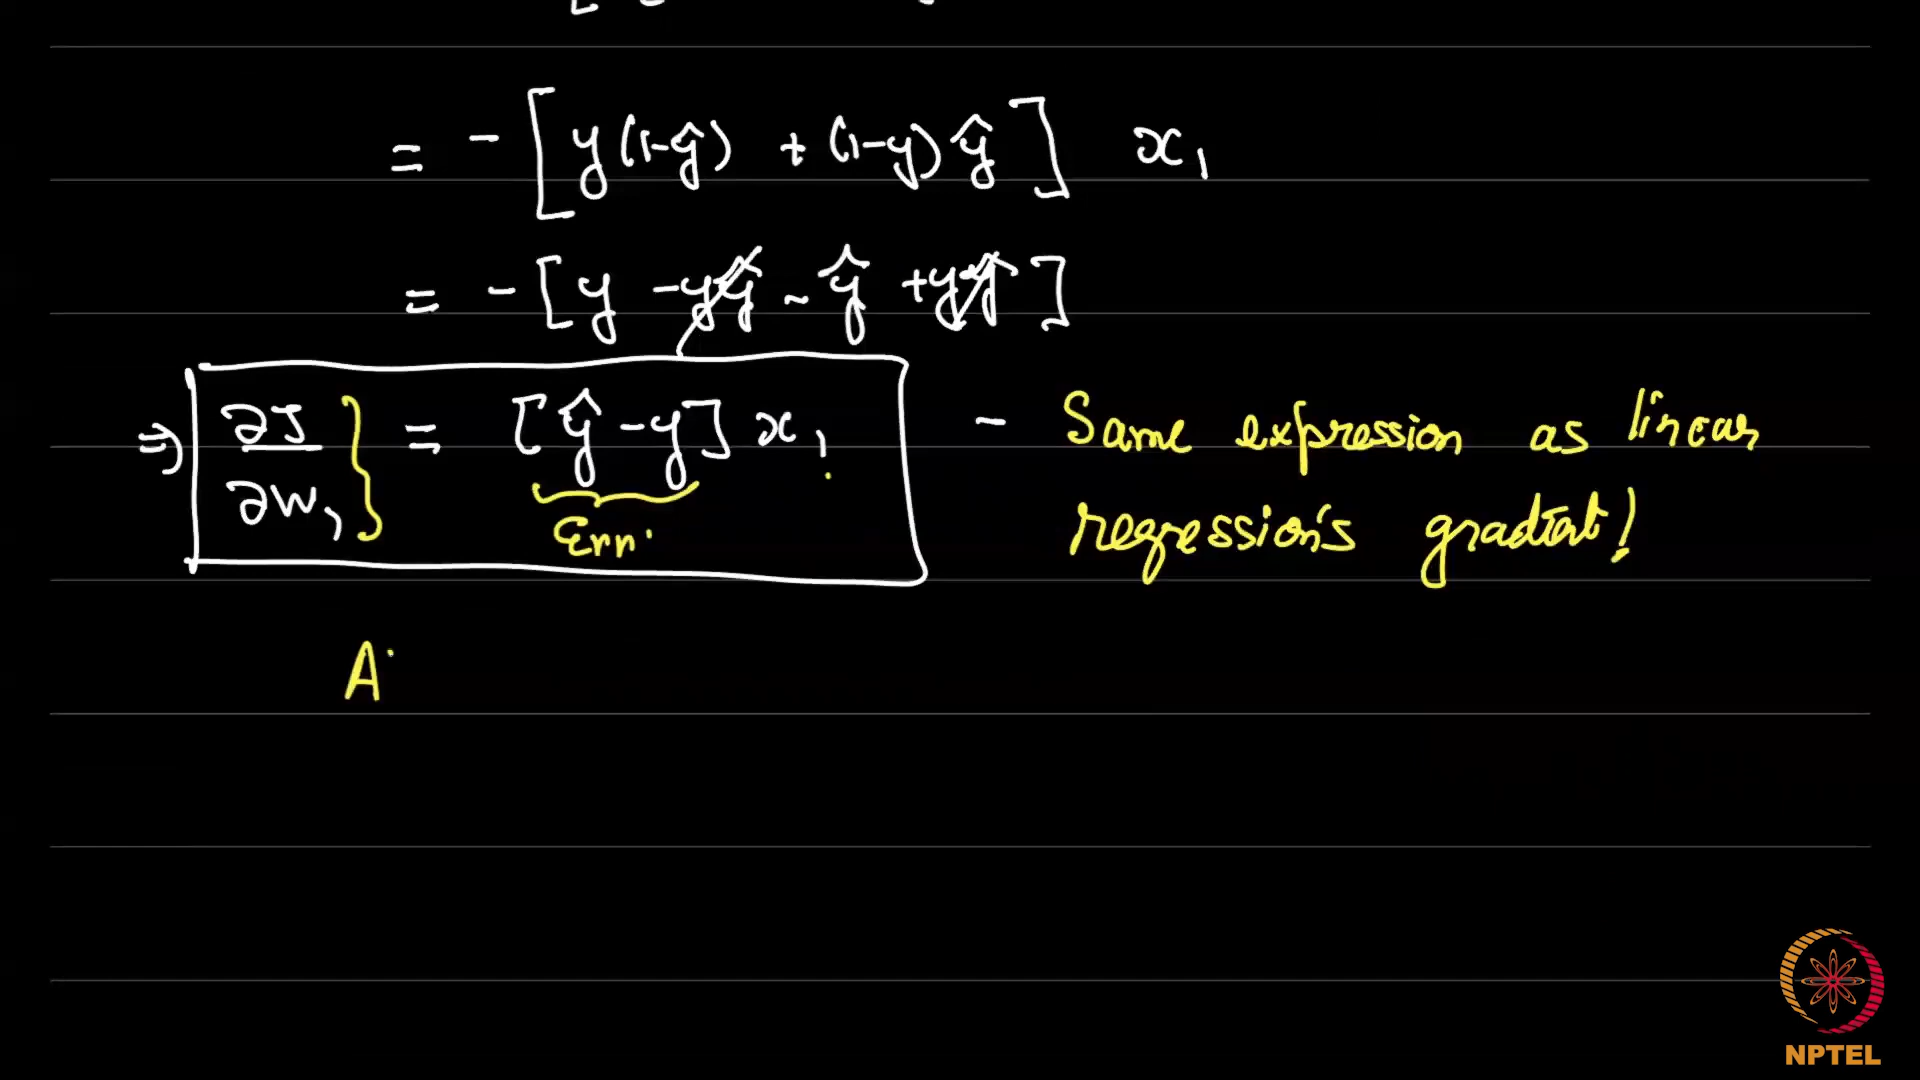 = - [y(1-ŷ) + (1-y)ŷ] x₁
= - [y - yŷ - ŷ + yŷ]
⇒ ∂J/∂w₁ = [ŷ - y] x₁ - Same expression as linear
Err. regression's gradient!
A
NPTEL